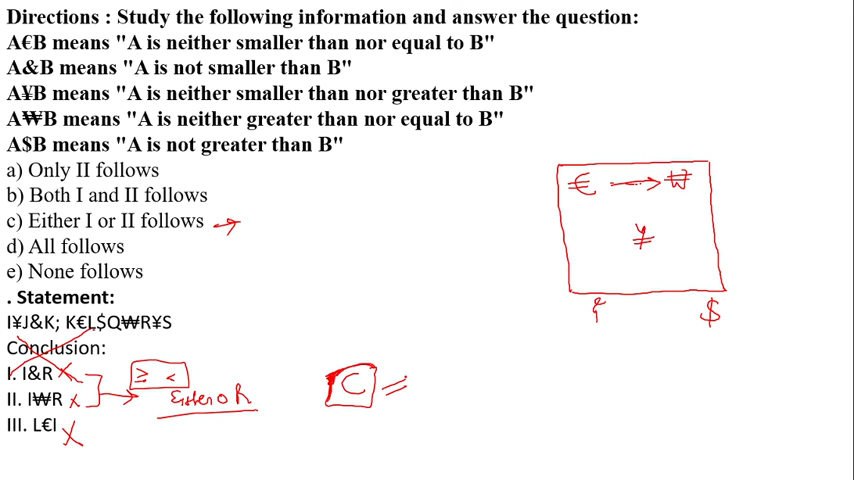 Directions : Study the following information and answer the question:
A€B means "A is neither smaller than nor equal to B"
A&B means "A is not smaller than B"
A¥B means "A is neither smaller than nor greater than B"
A₩B means "A is neither greater than nor equal to B"
A$B means "A is not greater than B"
a) Only II follows
b) Both I and II follows
c) Either I or II follows
d) All follows
e) None follows
€ → ₩
¥
$
. Statement:
I¥J&K; K€L$Q₩R¥S
Conclusion:
I. I&R
II. I₩R
III. L€I
≥ <
Either oR
C